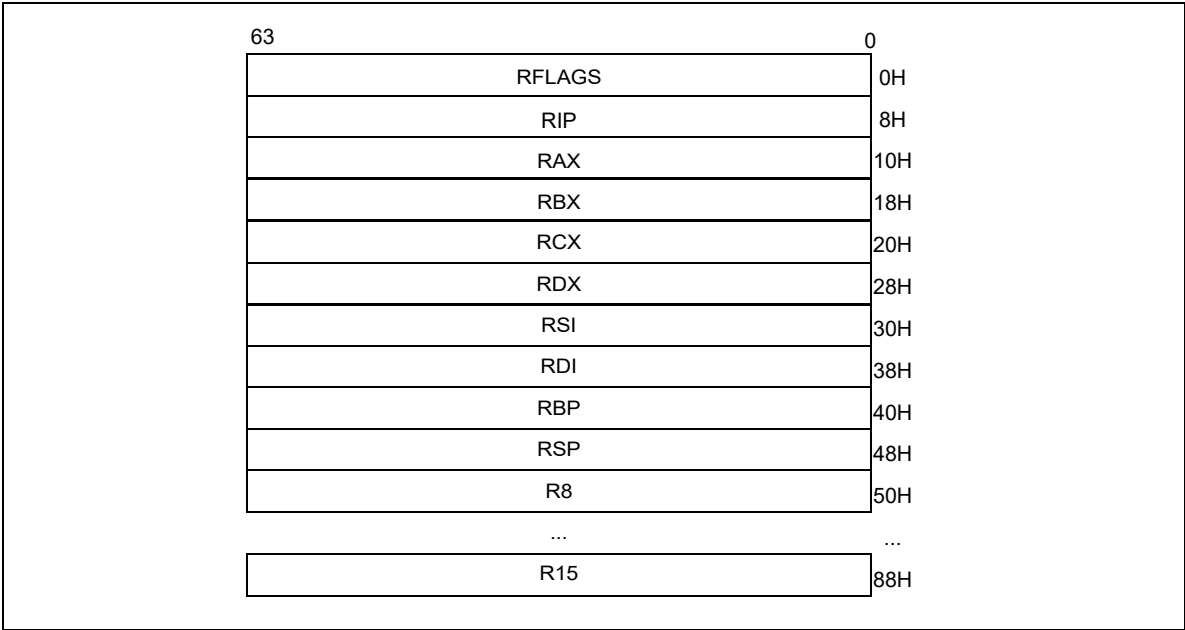 63 0
RFLAGS 0H
RIP 8H
RAX 10H
RBX 18H
RCX 20H
RDX 28H
RSI 30H
RDI 38H
RBP 40H
RSP 48H
R8 50H
... ...
R15 88H